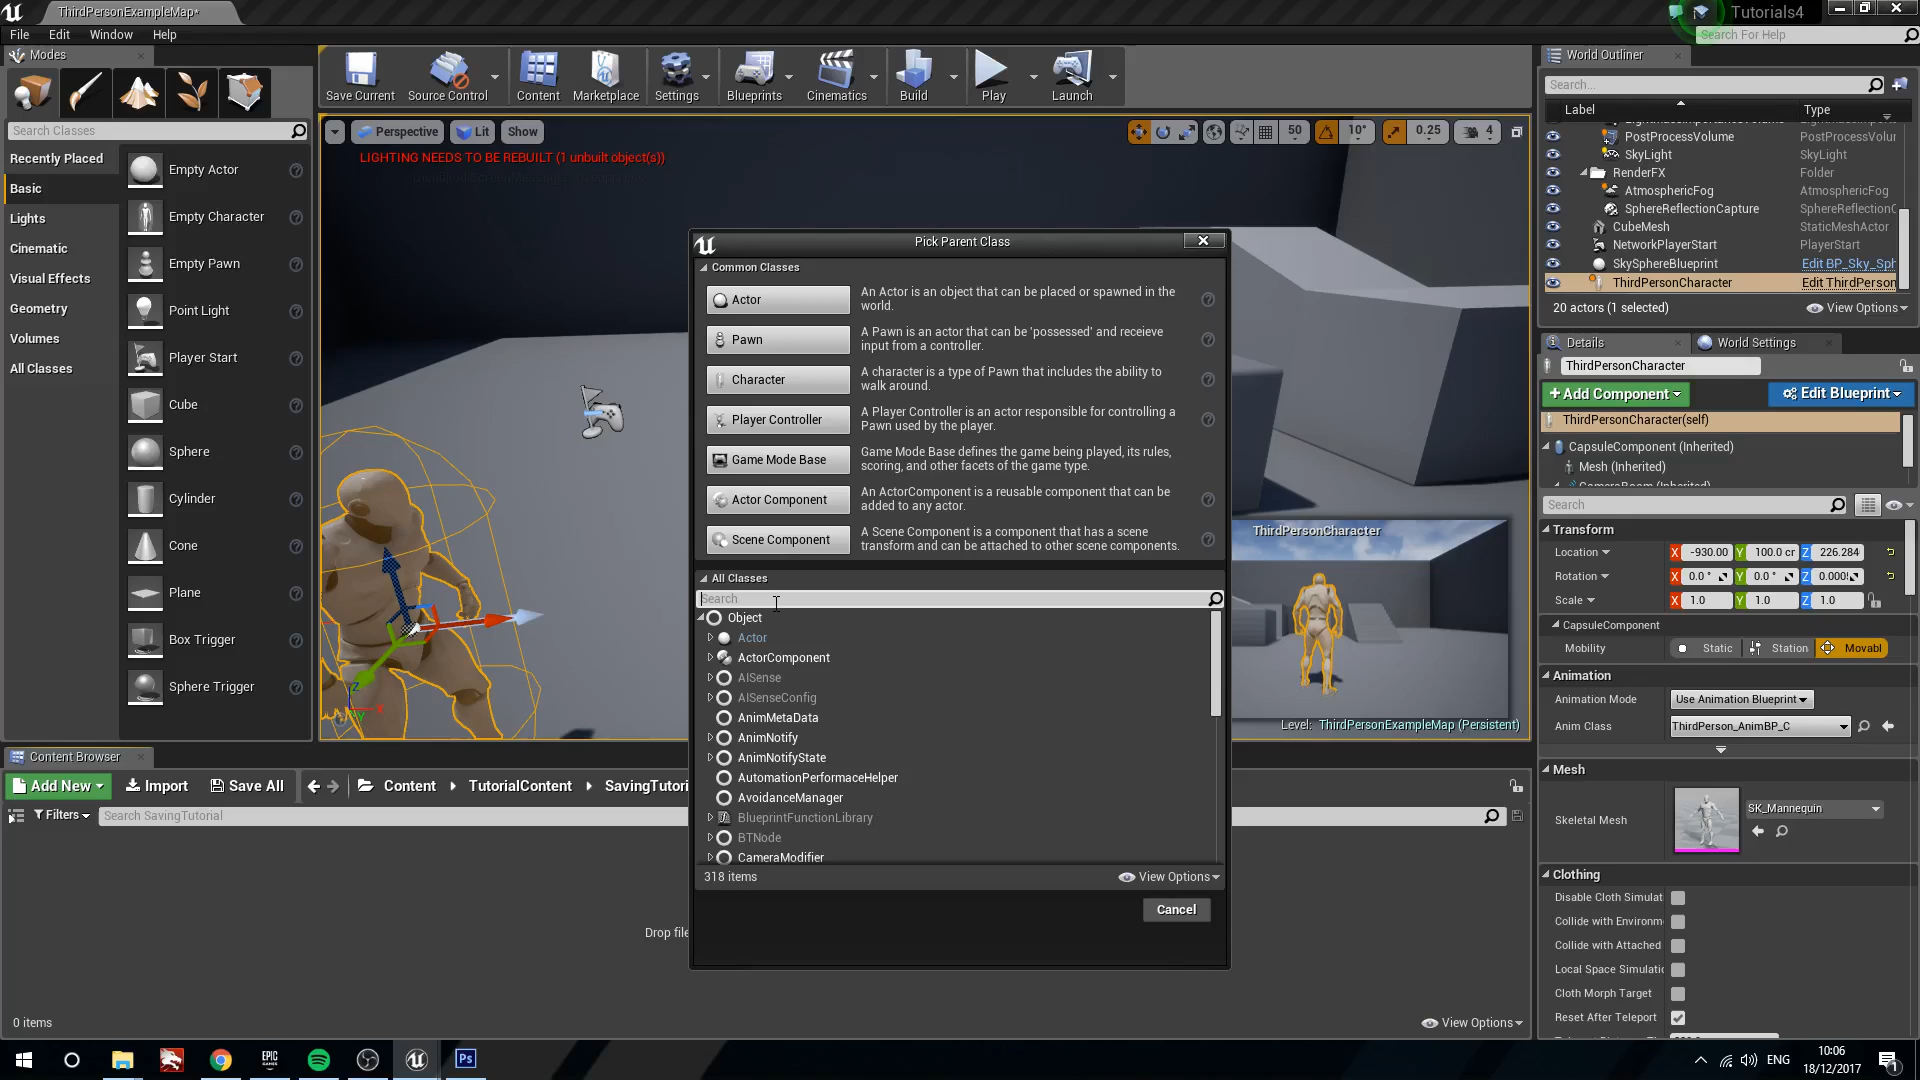 ThirdPersonExampleMap*
Tutorials4
File Edit Window Help
Search For Help
Modes
Save Current
Source Control
Content
Marketplace
Settings
Blueprints
Cinematics
Build
Play
Launch
Search Classes
Recently Placed
Basic
Lights
Cinematic
Visual Effects
Geometry
Volumes
All Classes
Empty Actor
Empty Character
Empty Pawn
Point Light
Player Start
Cube
Sphere
Cylinder
Cone
Plane
Box Trigger
Sphere Trigger
Perspective Lit Show
50 10° 0.25 4
LIGHTING NEEDS TO BE REBUILT (1 unbuilt object(s))
Pick Parent Class
Common Classes
Actor
An Actor is an object that can be placed or spawned in the
world.
Pawn
A Pawn is an actor that can be 'possessed' and receieve
input from a controller.
Character
A character is a type of Pawn that includes the ability to
walk around.
Player Controller
A Player Controller is an actor responsible for controlling a
Pawn used by the player.
Game Mode Base
Game Mode Base defines the game being played, its rules,
scoring, and other facets of the game type.
Actor Component
An ActorComponent is a reusable component that can be
added to any actor.
Scene Component
A Scene Component is a component that has a scene
transform and can be attached to other scene components.
All Classes
Search
Object
Actor
ActorComponent
AISense
AISenseConfig
AnimMetaData
AnimNotify
AnimNotifyState
AutomationPerformaceHelper
AvoidanceManager
BlueprintFunctionLibrary
BTNode
CameraModifier
318 items
View Options
Cancel
ThirdPersonCharacter
Level: ThirdPersonExampleMap (Persistent)
World Outliner
Search...
Label Type
PostProcessVolume PostProcessVolume
SkyLight SkyLight
RenderFX Folder
AtmosphericFog AtmosphericFog
SphereReflectionCapture SphereReflectionC
CubeMesh StaticMeshActor
NetworkPlayerStart PlayerStart
SkySphereBlueprint Edit BP_Sky_Sph
ThirdPersonCharacter Edit ThirdPerson
20 actors (1 selected)
View Options
Details World Settings
ThirdPersonCharacter
+Add Component
Edit Blueprint
ThirdPersonCharacter(self)
CapsuleComponent (Inherited)
Mesh (Inherited)
Search
Transform
Location X -930.00 Y 100.0 cr Z 226.284
Rotation X 0.0 ° Y 0.0 ° Z 0.000
Scale X 1.0 Y 1.0 Z 1.0
CapsuleComponent
Mobility Static Station Movabl
Animation
Animation Mode Use Animation Blueprint
Anim Class ThirdPerson_AnimBP_C
Mesh
Skeletal Mesh SK_Mannequin
Clothing
Disable Cloth Simulat
Collide with Environm
Collide with Attached
Local Space Simulatio
Cloth Morph Target
Reset After Teleport
Content Browser
Add New Import Save All Content TutorialContent SavingTutori
Filters Search SavingTutorial
Drop file
0 items
View Options
EPIC GAMES
Ps
ENG
10:06
18/12/2017
1